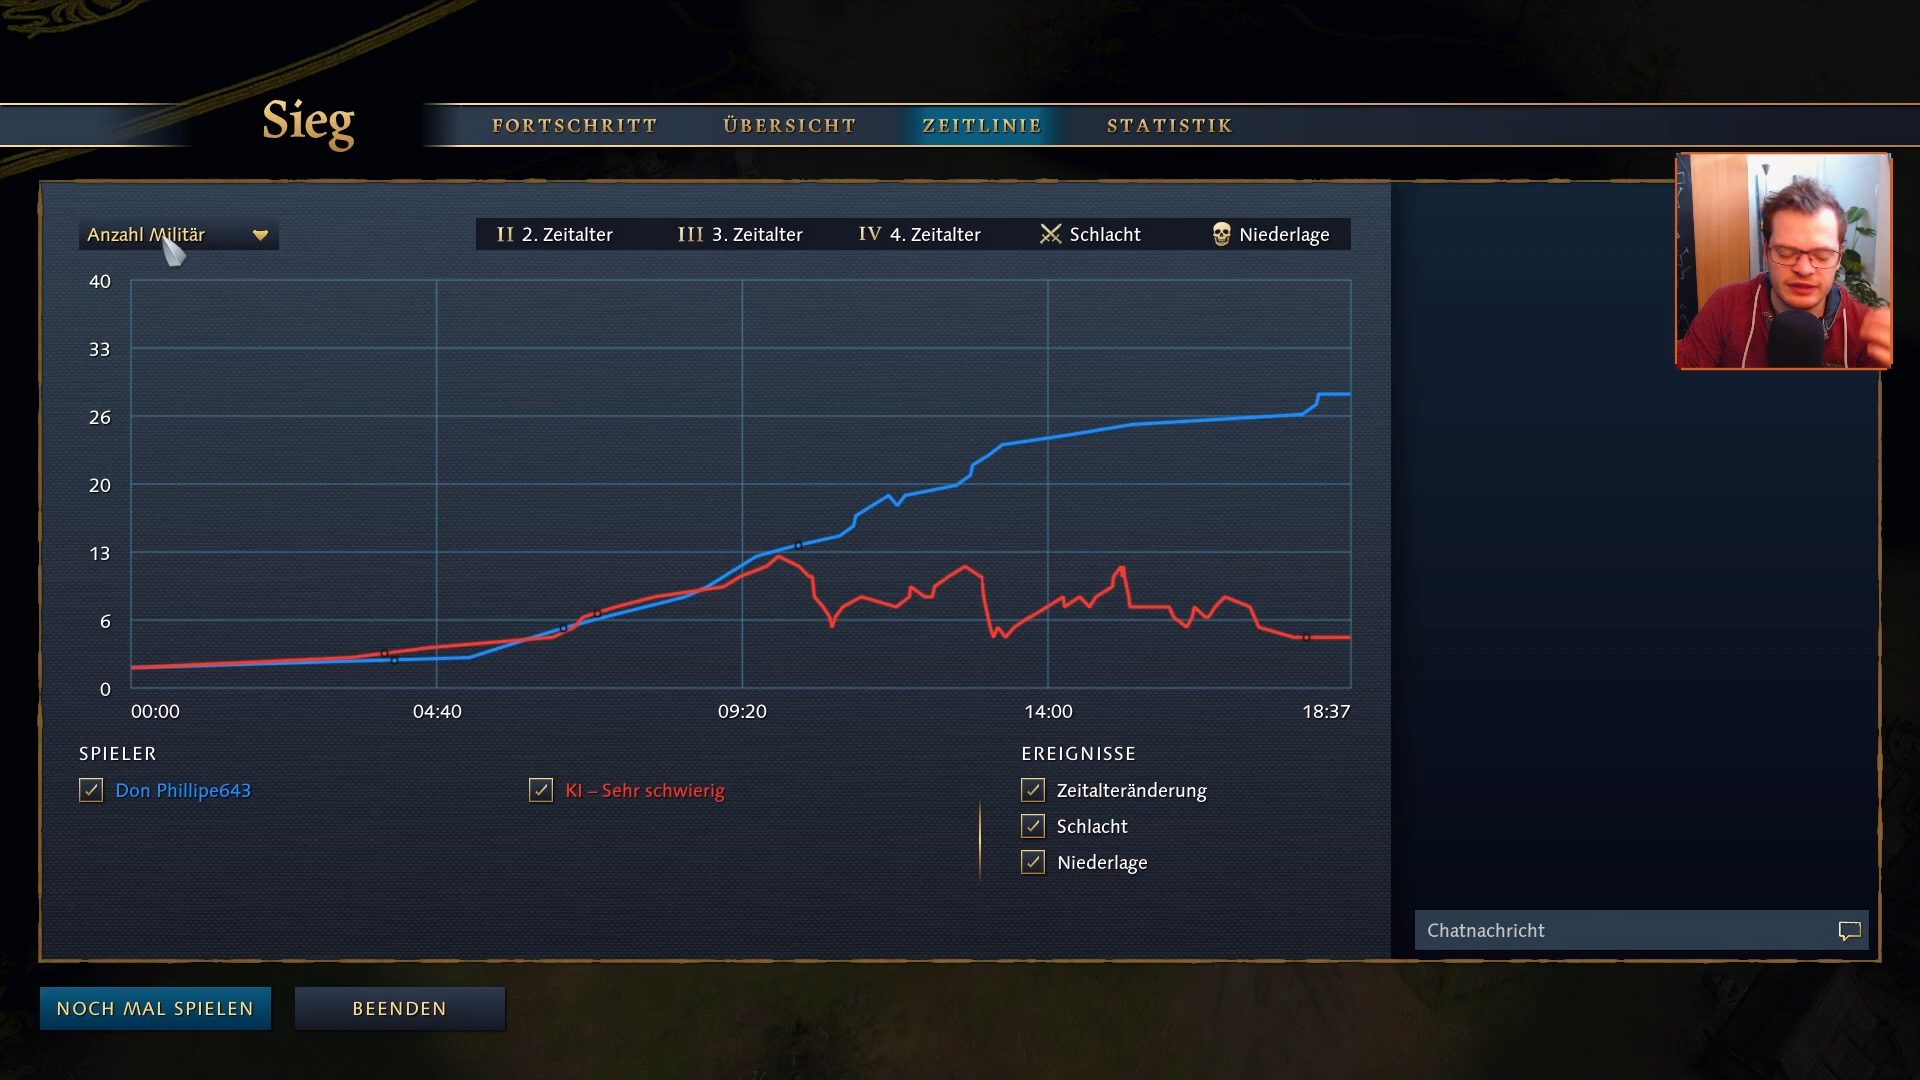 Sieg
FORTSCHRITT ÜBERSICHT ZEITLINIE STATISTIK
Anzahl Militär
II 2. Zeitalter III 3. Zeitalter IV 4. Zeitalter Schlacht Niederlage
40
33
26
20
13
6
0
00:00 04:40 09:20 14:00 18:37
SPIELER
Don Phillipe643
KI – Sehr schwierig
EREIGNISSE
Zeitalteränderung
Schlacht
Niederlage
Chatnachricht
NOCH MAL SPIELEN BEENDEN